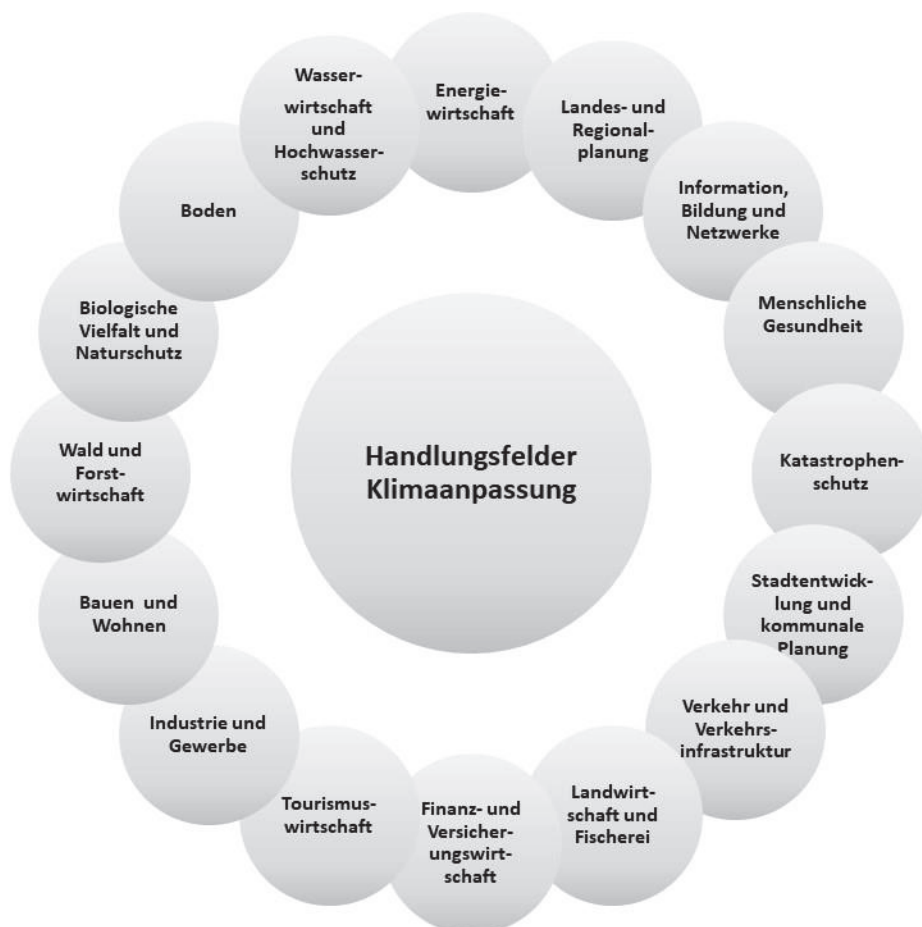 Handlungsfelder
Klimaanpassung
Energie-
wirtschaft
Landes- und
Regional-
planung
Information,
Bildung und
Netzwerke
Menschliche
Gesundheit
Katastrophen-
schutz
Stadtentwick-
lung und
kommunale
Planung
Verkehr und
Verkehrs-
infrastruktur
Landwirt-
schaft und
Fischerei
Finanz- und
Versicher-
ungswirt-
schaft
Tourismus-
wirtschaft
Industrie und
Gewerbe
Bauen und
Wohnen
Wald und
Forst-
wirtschaft
Biologische
Vielfalt und
Naturschutz
Boden
Wasser-
wirtschaft
und
Hochwasser-
schutz